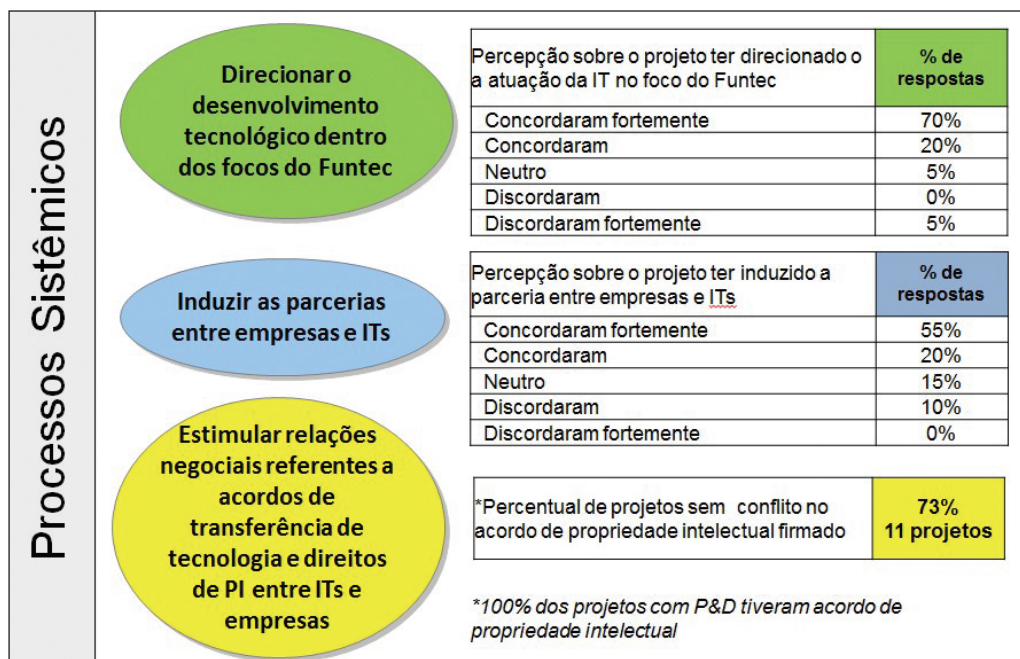 Processos Sistêmicos
Direcionar o
desenvolvimento
tecnológico dentro
dos focos do Funtec
Percepção sobre o projeto ter direcionado o
a atuação da IT no foco do Funtec
% de
respostas
Concordaram fortemente 70%
Concordaram 20%
Neutro 5%
Discordaram 0%
Discordaram fortemente 5%
Induzir as parcerias
entre empresas e ITs
Percepção sobre o projeto ter induzido a
parceria entre empresas e ITs
% de
respostas
Concordaram fortemente 55%
Concordaram 20%
Neutro 15%
Discordaram 10%
Discordaram fortemente 0%
Estimular relações
negociais referentes a
acordos de
transferência de
tecnologia e direitos
de PI entre ITs e
empresas
*Percentual de projetos sem conflito no
acordo de propriedade intelectual firmado
73%
11 projetos
*100% dos projetos com P&D tiveram acordo de
propriedade intelectual